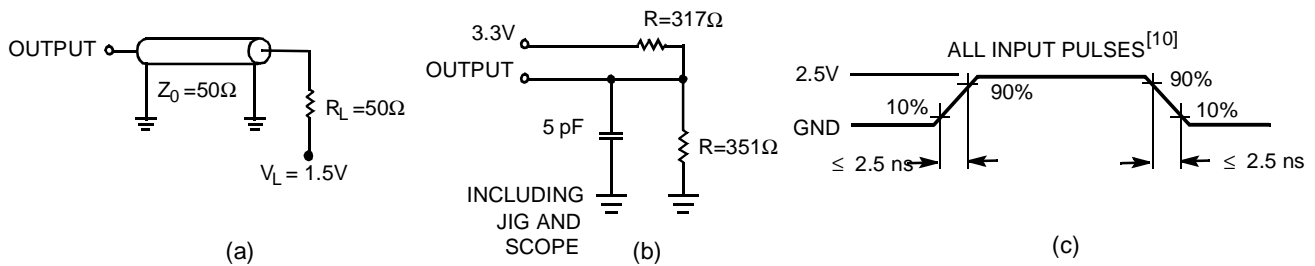 OUTPUT
Z0=50Ω
RL=50Ω
VL = 1.5V
(a)
R=317Ω
3.3V
OUTPUT
5 pF
R=351Ω
INCLUDING
JIG AND
SCOPE
(b)
ALL INPUT PULSES[10]
2.5V
90%
90%
10%
10%
GND
≤ 2.5 ns
≤ 2.5 ns
(c)